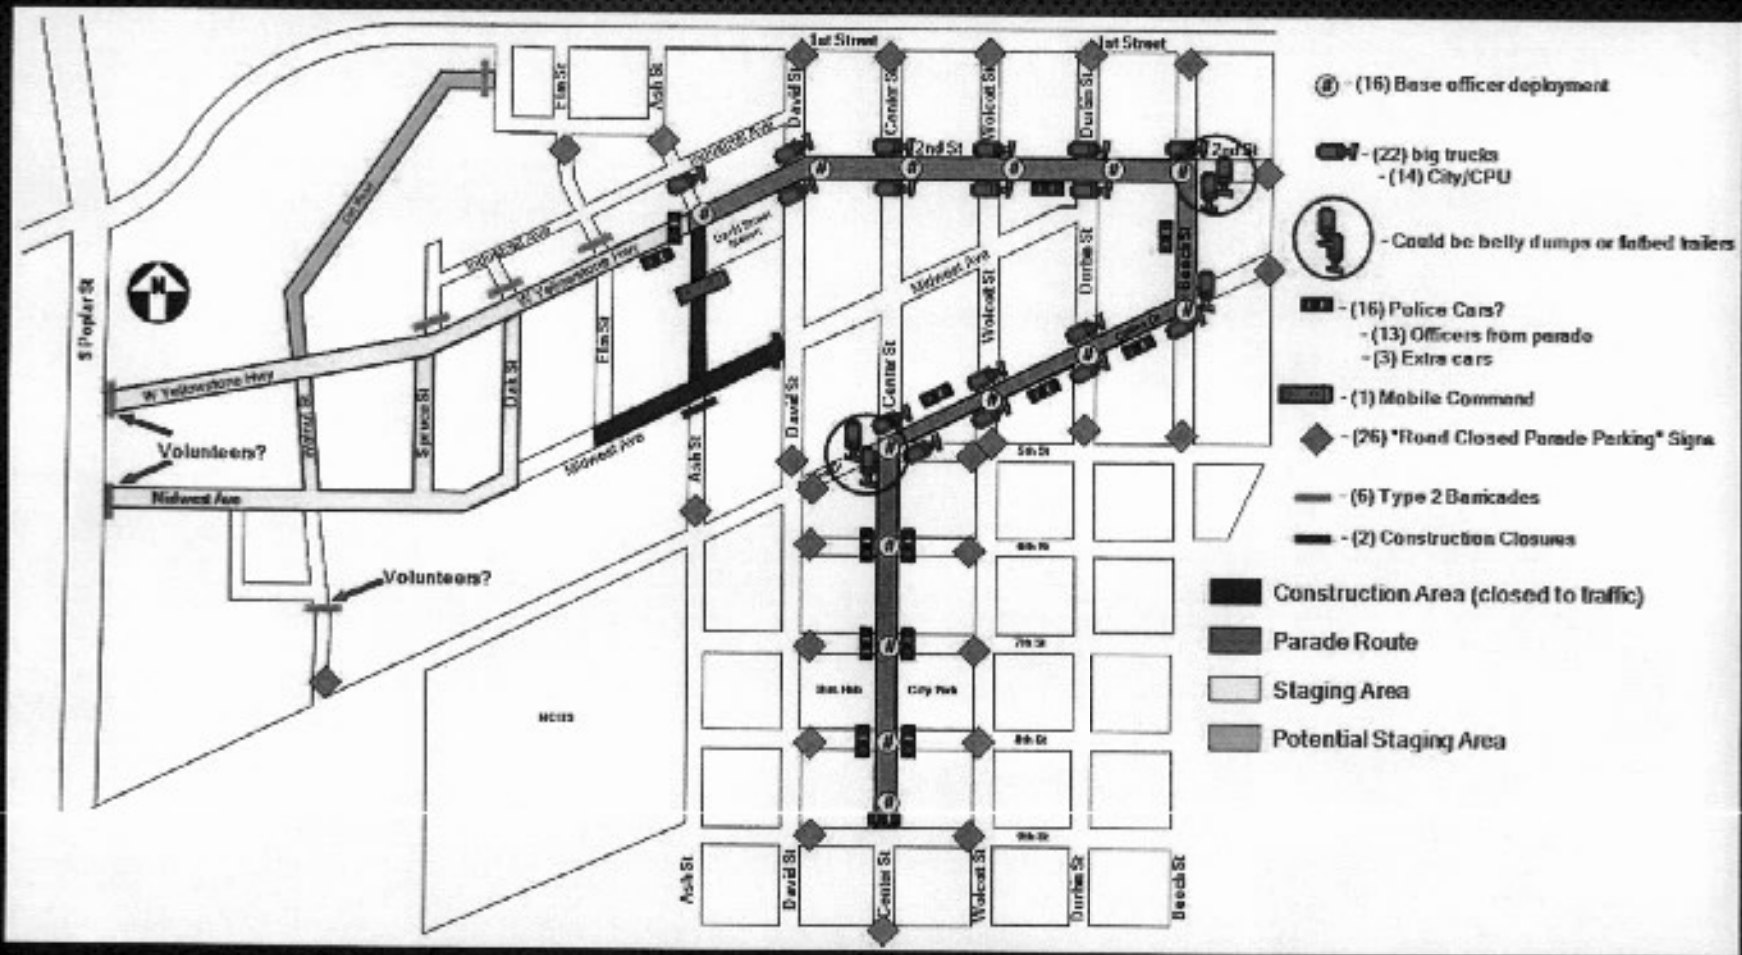 1st Street
1st Street
Elm St
Ash St
David St
Center St
Wolcott St
Durbin St
2nd St
2nd St
W Yellowstone Hwy
David Street
Midwest Ave
S Poplar St
N
Elm St
Durbin St
Wolcott St
Beech St
W Yellowstone Hwy
Oak St
Spruce St
Center St
David St
Volunteers?
Midwest Ave
Midwest Ave
Ash St
5th St
Volunteers?
6th St
7th St
City Park
8th St
9th St
Ash St
David St
Center St
Wolcott St
Durbin St
Beech St
# - (16) Base officer deployment
- (22) big trucks
- (14) City/CPU
- Could be belly dumps or flatbed trailers
- (16) Police Cars?
- (13) Officers from parade
- (3) Extra cars
- (1) Mobile Command
- (26) "Road Closed Parade Parking" Signs
- (6) Type 2 Barricades
- (2) Construction Closures
Construction Area (closed to traffic)
Parade Route
Staging Area
Potential Staging Area